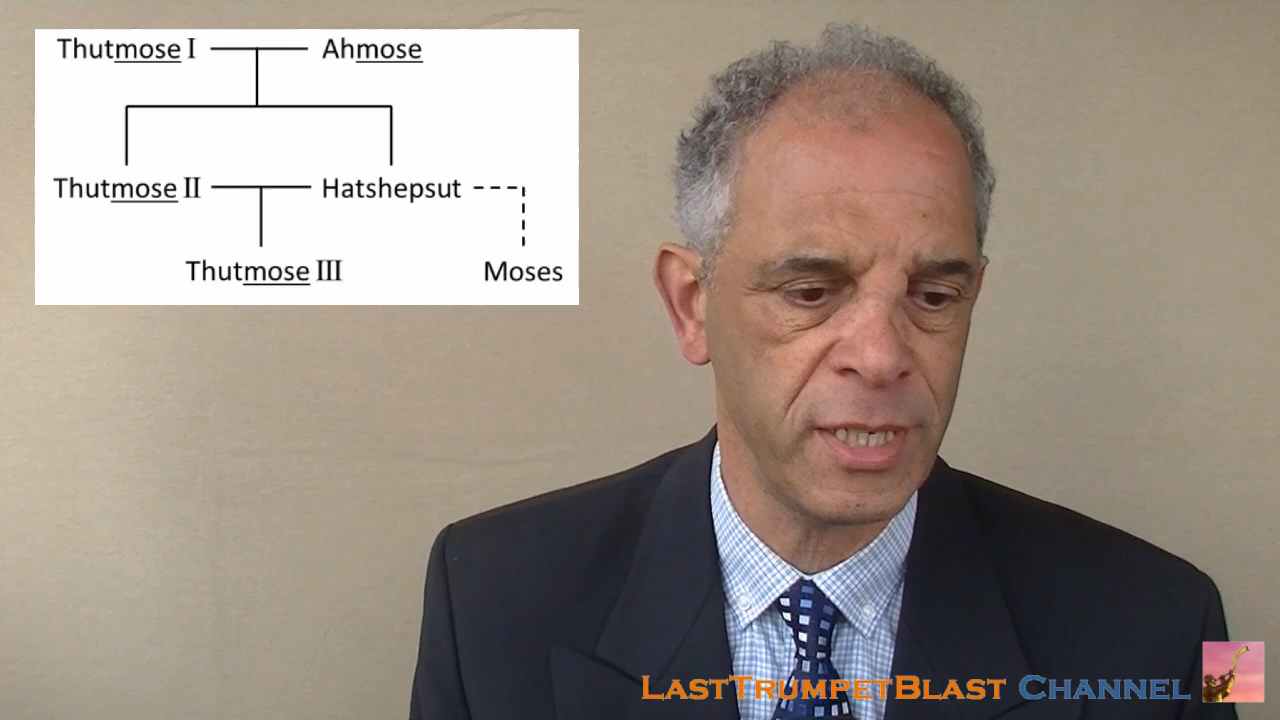 Thutmose I Ahmose
Thutmose II Hatshepsut
Thutmose III Moses
LastTrumpetBlast Channel